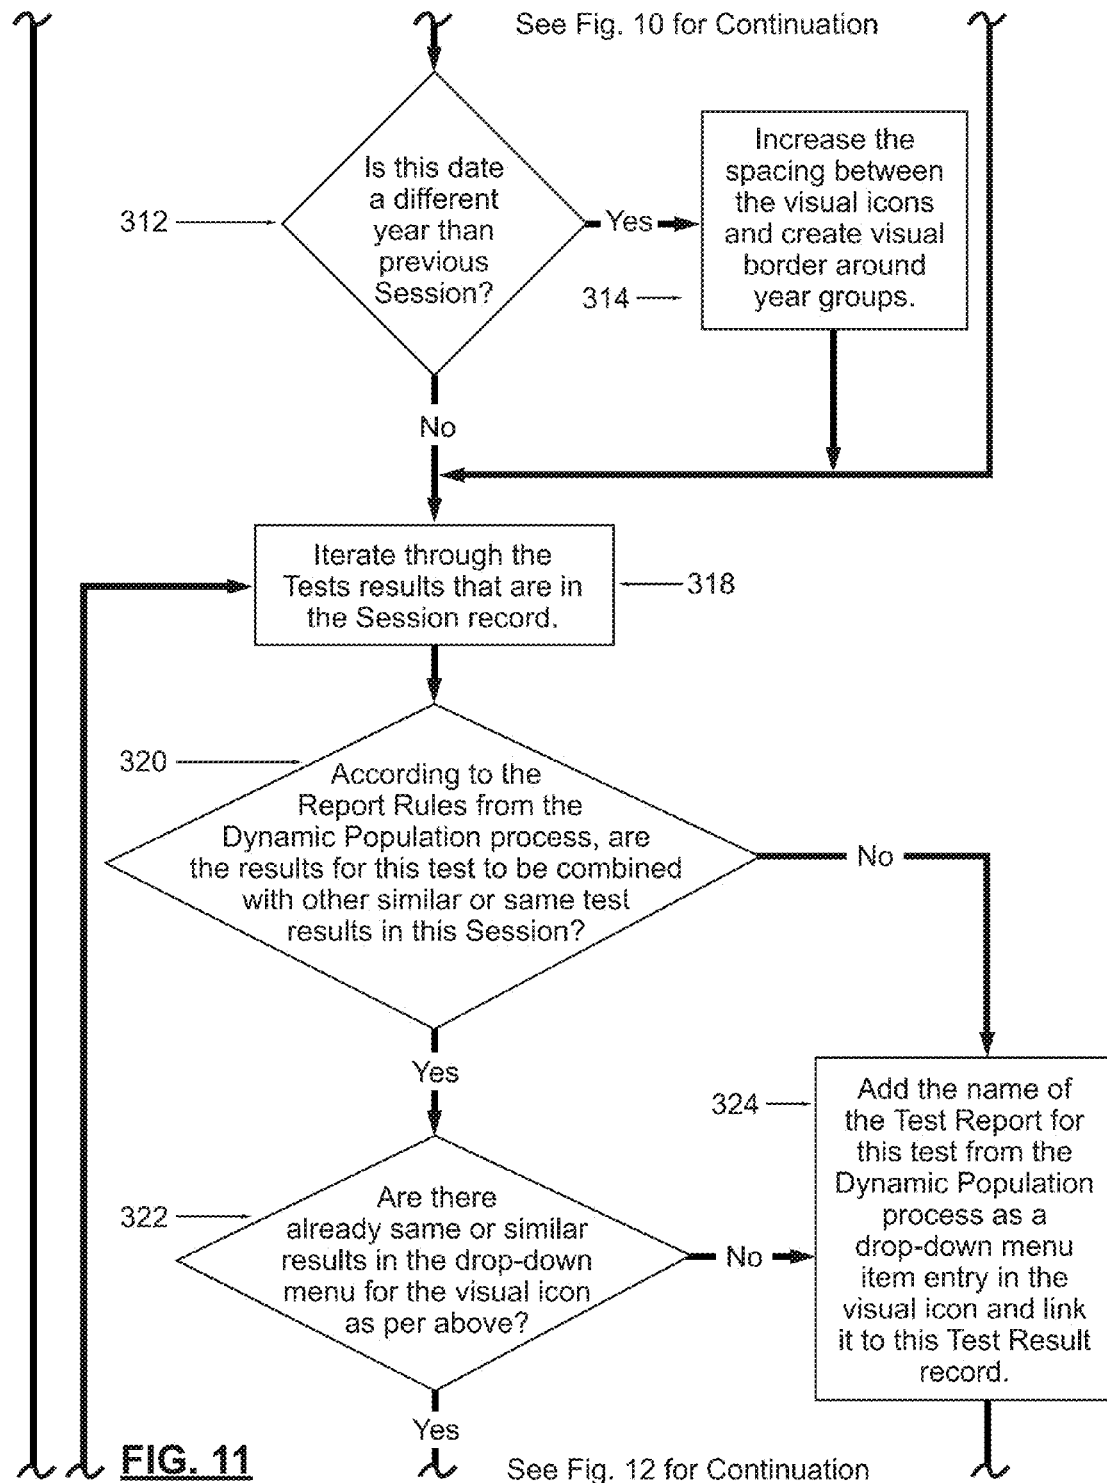 See Fig. 10 for Continuation
Is this date
a different
year than
previous
Session?
312
Yes
Increase the
spacing between
the visual icons
and create visual
border around
year groups.
314
No
Iterate through the
Tests results that are in
the Session record.
318
320
According to the
Report Rules from the
Dynamic Population process, are
the results for this test to be combined
with other similar or same test
results in this Session?
No
Yes
324
Add the name of
the Test Report for
this test from the
Dynamic Population
process as a
drop-down menu
item entry in the
visual icon and link
it to this Test Result
record.
322
Are there
already same or similar
results in the drop-down
menu for the visual icon
as per above?
No
Yes
FIG. 11
See Fig. 12 for Continuation